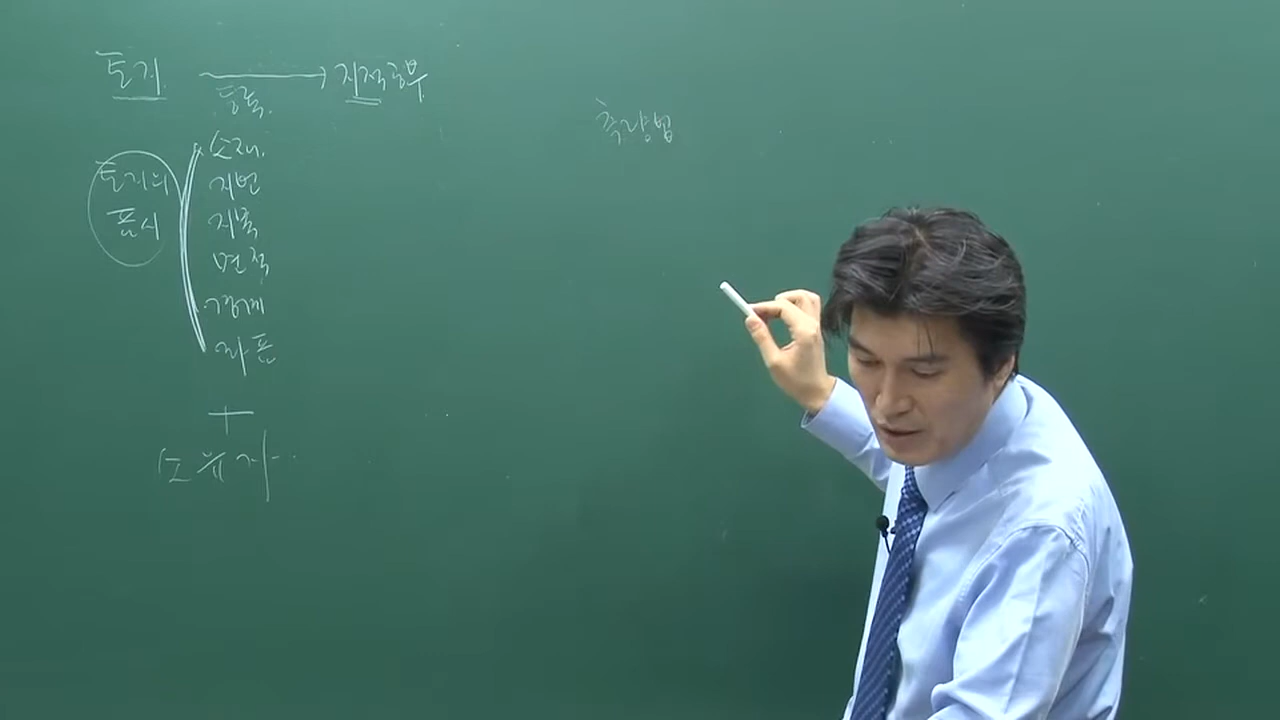 토지 → 지적공부
등록.
측량법
소재.
토지의 지번
표시 지목
면적
경계
좌표
+
소유자